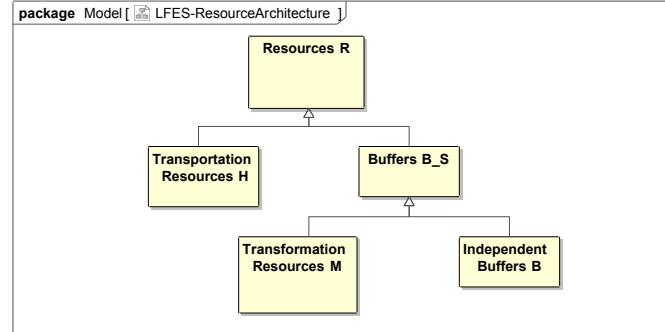 package Model [ LFES-ResourceArchitecture ]
Resources R
Transportation
Resources H
Buffers B_S
Transformation
Resources M
Independent
Buffers B